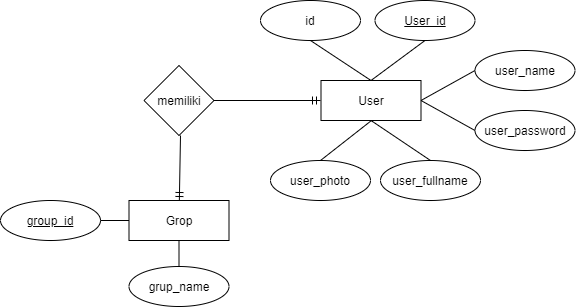 id
User_id
user_name
memiliki
User
user_password
user_photo
user_fullname
group_id
Grop
grup_name